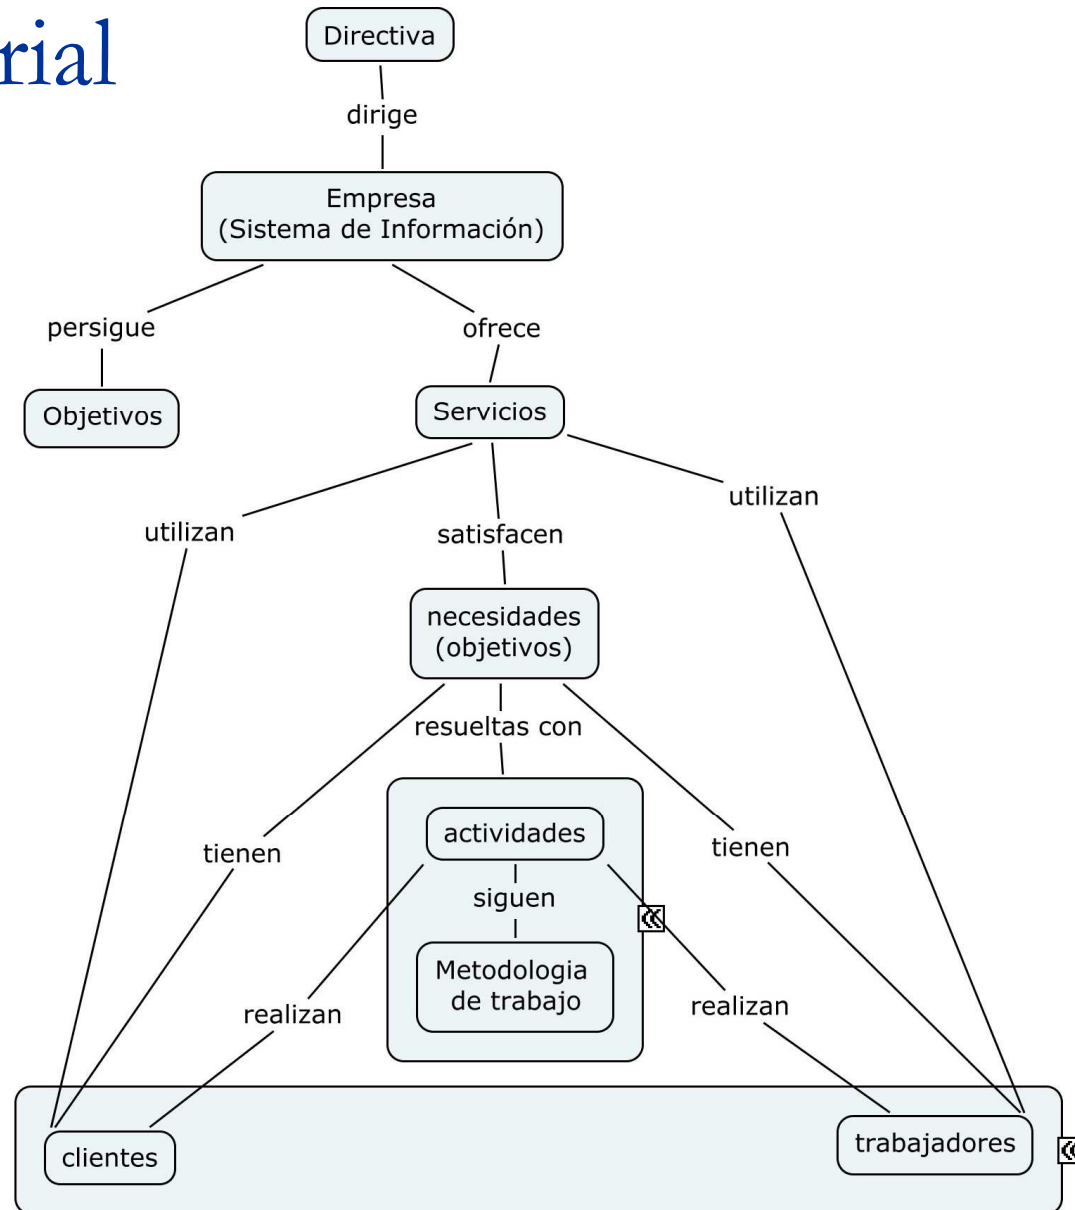 rial
Directiva
dirige
Empresa
(Sistema de Información)
persigue
ofrece
Objetivos
Servicios
utilizan
utilizan
satisfacen
necesidades
(objetivos)
resueltas con
actividades
tienen
tienen
siguen
Metodologia
de trabajo
realizan
realizan
clientes
trabajadores